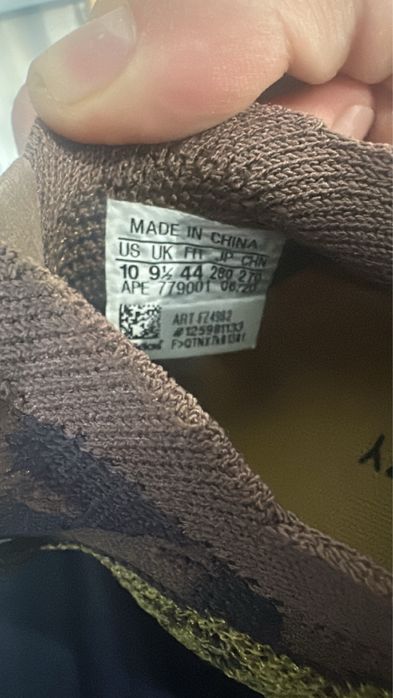 MADE IN CHINA
US UK FIT JP CHN
10 9½ 44 280 270
APE 779001 06/20
ART FZ4982
#125981133